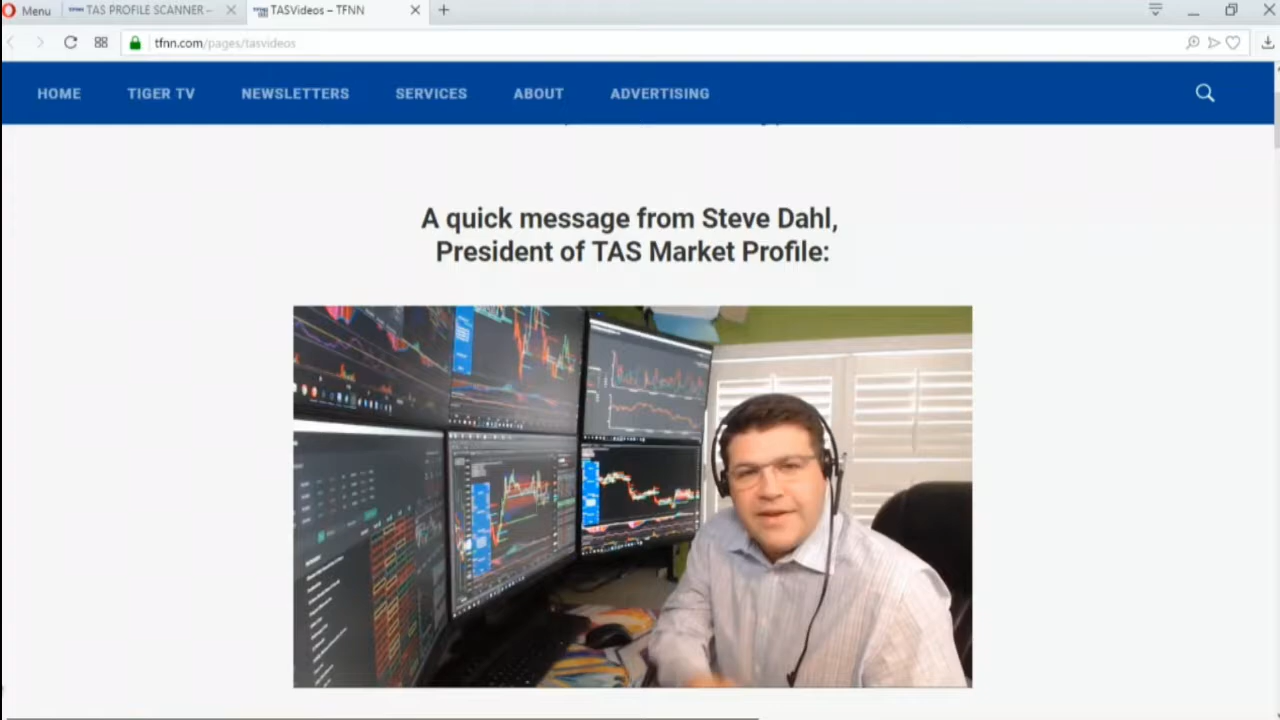 Menu
TAS PROFILE SCANNER –
TASVideos – TFNN
tfnn.com/pages/tasvideos
HOME
TIGER TV
NEWSLETTERS
SERVICES
ABOUT
ADVERTISING
A quick message from Steve Dahl,
President of TAS Market Profile: